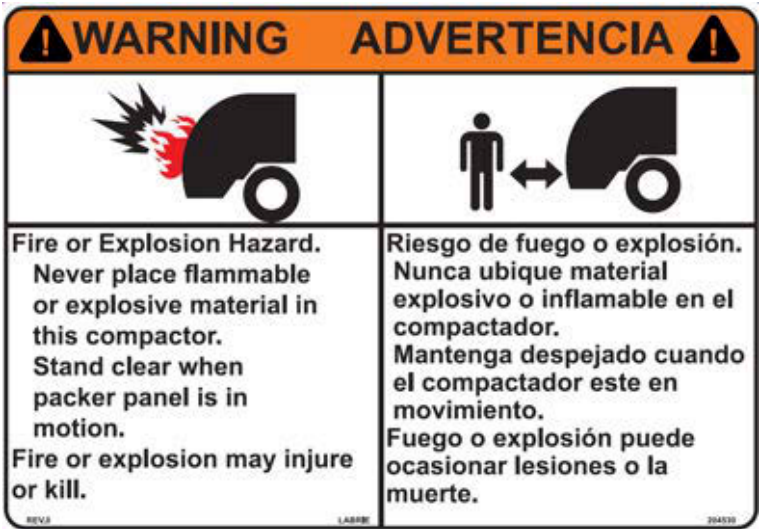 WARNING ADVERTENCIA
Fire or Explosion Hazard.
Never place flammable
or explosive material in
this compactor.
Stand clear when
packer panel is in
motion.
Fire or explosion may injure
or kill.
Riesgo de fuego o explosión.
Nunca ubique material
explosivo o inflamable en el
compactador.
Mantenga despejado cuando
el compactador este en
movimiento.
Fuego o explosión puede
ocasionar lesiones o la
muerte.
LABRIE